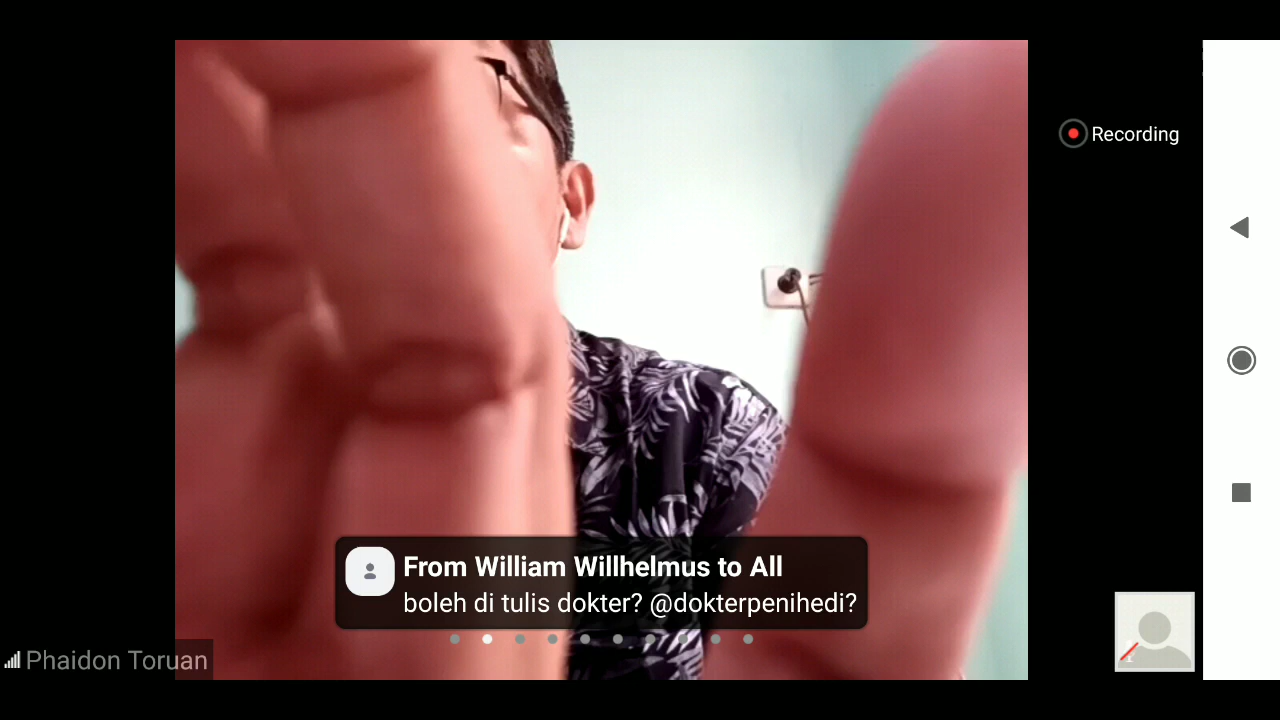 Recording
From William Willhelmus to All
boleh di tulis dokter? @dokterpenihedi?
Phaidon Toruan